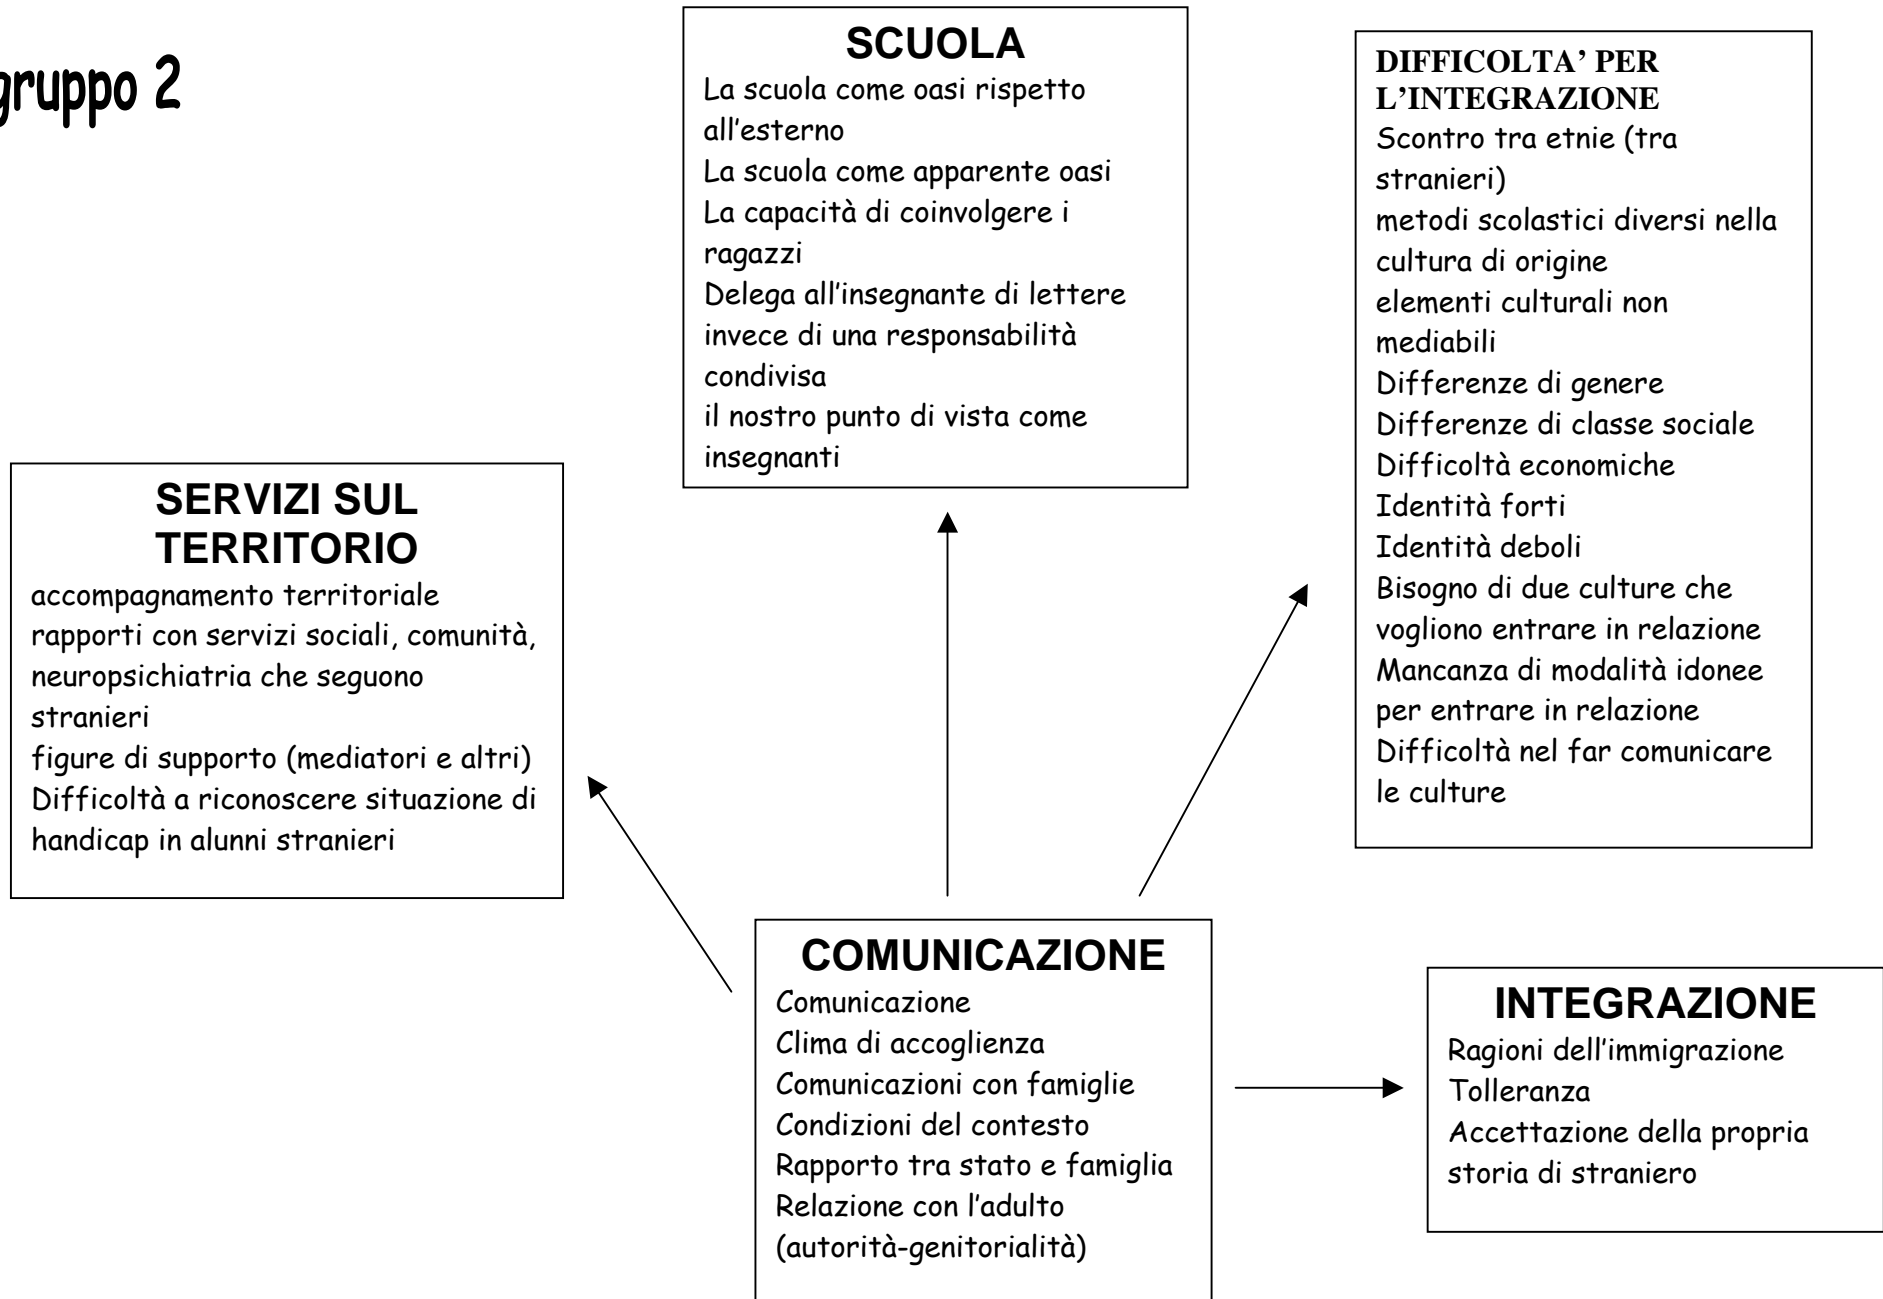 gruppo 2
SCUOLA
La scuola come oasi rispetto
all'esterno
La scuola come apparente oasi
La capacità di coinvolgere i
ragazzi
Delega all'insegnante di lettere
invece di una responsabilità
condivisa
il nostro punto di vista come
insegnanti
DIFFICOLTA' PER
L'INTEGRAZIONE
Scontro tra etnie (tra
stranieri)
metodi scolastici diversi nella
cultura di origine
elementi culturali non
mediabili
Differenze di genere
Differenze di classe sociale
Difficoltà economiche
Identità forti
Identità deboli
Bisogno di due culture che
vogliono entrare in relazione
Mancanza di modalità idonee
per entrare in relazione
Difficoltà nel far comunicare
le culture
SERVIZI SUL
TERRITORIO
accompagnamento territoriale
rapporti con servizi sociali, comunità,
neuropsichiatria che seguono
stranieri
figure di supporto (mediatori e altri)
Difficoltà a riconoscere situazione di
handicap in alunni stranieri
COMUNICAZIONE
Comunicazione
Clima di accoglienza
Comunicazioni con famiglie
Condizioni del contesto
Rapporto tra stato e famiglia
Relazione con l'adulto
(autorità-genitorialità)
INTEGRAZIONE
Ragioni dell'immigrazione
Tolleranza
Accettazione della propria
storia di straniero